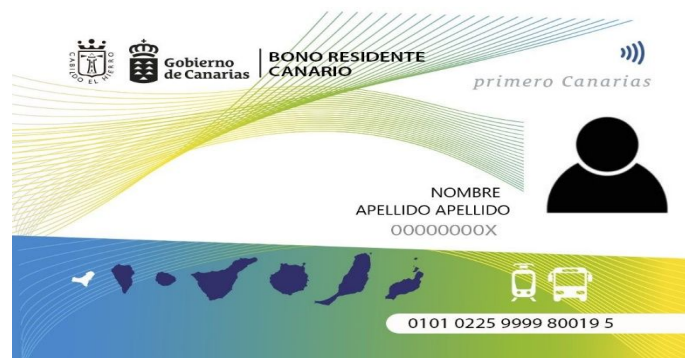 CABILDO EL HIERRO
Gobierno
de Canarias
BONO RESIDENTE
CANARIO
primero Canarias
NOMBRE
APELLIDO APELLIDO
00000000X
0101 0225 9999 80019 5